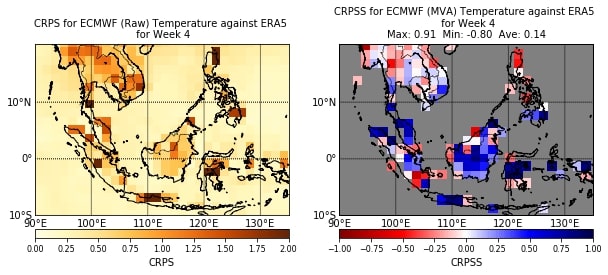 CRPS for ECMWF (Raw) Temperature against ERA5
for Week 4
10°N
0°
10°S
90°E 100°E 110°E 120°E 130°E
0.00 0.25 0.50 0.75 1.00 1.25 1.50 1.75 2.00
CRPS
CRPSS for ECMWF (MVA) Temperature against ERA5
for Week 4
Max: 0.91 Min: -0.80 Ave: 0.14
10°N
0°
10°S
90°E 100°E 110°E 120°E 130°E
−1.00 −0.75 −0.50 −0.25 0.00 0.25 0.50 0.75 1.00
CRPSS